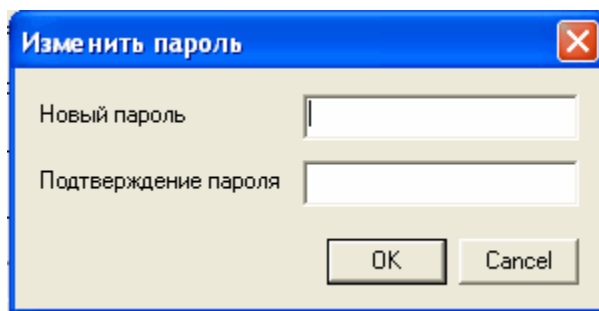 Изменить пароль
Новый пароль
Подтверждение пароля
OK Cancel